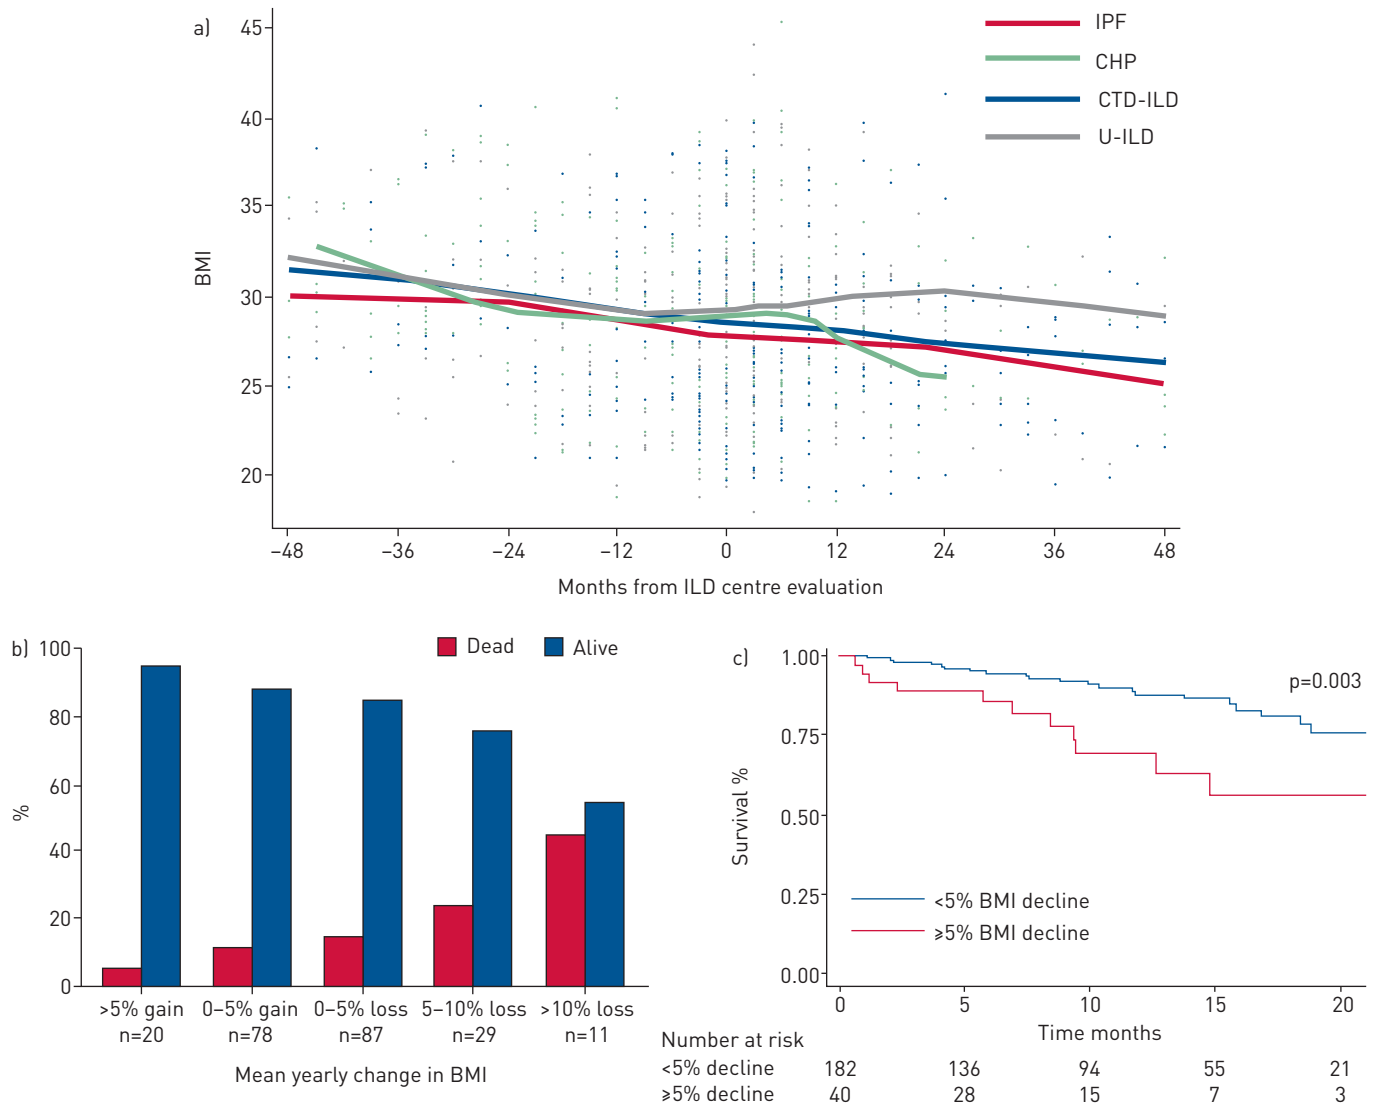 a)
45
40
35
30
25
20
BMI
IPF
CHP
CTD-ILD
U-ILD
−48 −36 −24 −12 0 12 24 36 48
Months from ILD centre evaluation
b)
100
80
60
40
20
0
%
Dead Alive
>5% gain 0–5% gain 0–5% loss 5–10% loss >10% loss
n=20 n=78 n=87 n=29 n=11
Mean yearly change in BMI
c)
1.00
0.75
0.50
0.25
0.00
Survival %
p=0.003
<5% BMI decline
⩾5% BMI decline
0 5 10 15 20
Time months
Number at risk
<5% decline 182 136 94 55 21
⩾5% decline 40 28 15 7 3